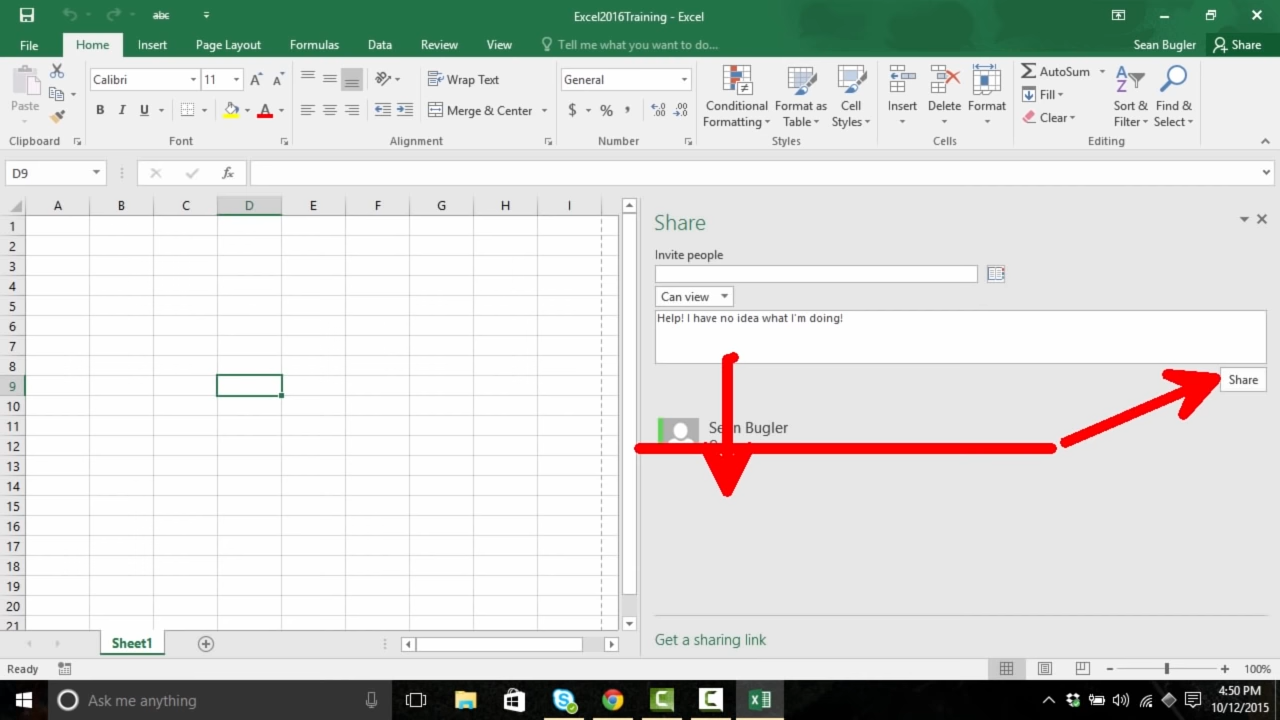 abc
Excel2016Training - Excel
File Home Insert Page Layout Formulas Data Review View Tell me what you want to do... Sean Bugler Share
Paste
Calibri 11
B I U A
Wrap Text
Merge & Center
General
$ % ,
Conditional Formatting
Format as Table
Cell Styles
Insert Delete Format
AutoSum
Fill
Clear
Sort & Filter
Find & Select
Clipboard Font Alignment Number Styles Cells Editing
D9 fx
A B C D E F G H I
1
2
3
4
5
6
7
8
9
10
11
12
13
14
15
16
17
18
19
20
21
Share
Invite people
Can view
Help! I have no idea what I'm doing!
Share
Sean Bugler
Get a sharing link
Sheet1
Ready 100%
Ask me anything
4:50 PM
10/12/2015